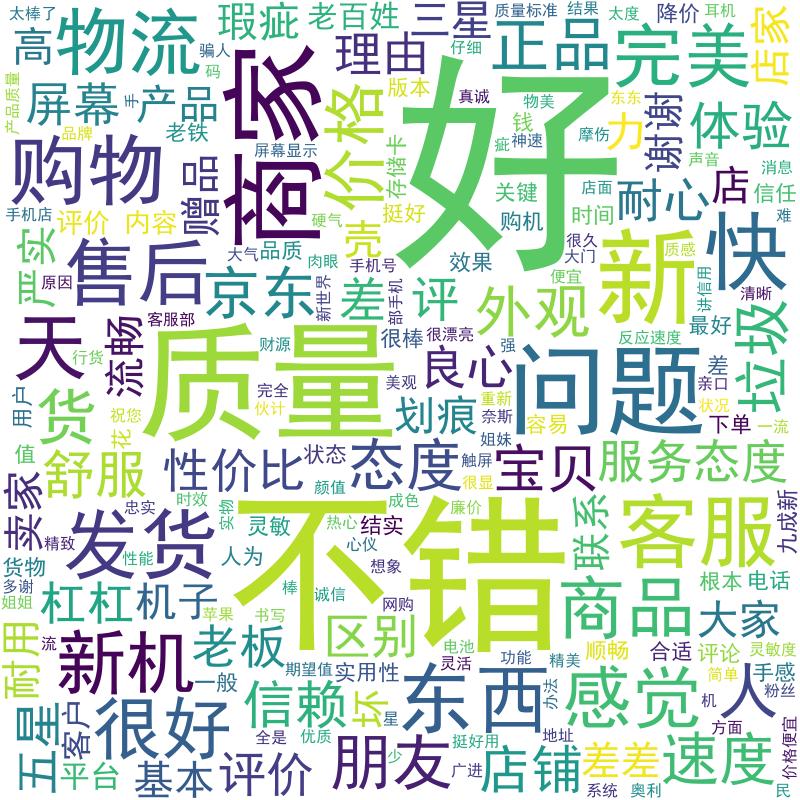 太棒了
物流
骗人
瑕疵
老百姓
三星
质量标准
结果
太度
降价
耳机
高
码
理由
仔细
正品
完美
店家
产品质量
屏幕
手
产品
商家
价格
版本
真诚
好
物美
东东
钱
神速
力
摩伤
谢谢
体验
品牌
老铁
屏幕显示
疵
声音
购物
赠品
存储卡
关键
店面
耐心
店
消息
信任
手机店
评价
内容
硬气
挺好
购机
时间
难
严实
壳
很久
大门
新
质感
快
大气
品质
肉眼
手机号
效果
便宜
讲信用
清晰
原因
售后
京东
新世界
差
部手机
评
外观
最好
垃圾
天
客服部
流畅
行货
财源
很棒
很漂亮
强
反应速度
质量
美观
良心
问题
差
亲口
用户
货
祝您
完全
伙计
划痕
重新
奈斯
容易
下单
状况
一流
值
花
舒服
性价比
状态
态度
姐妹
触屏
宝贝
服务态度
卖家
时效
颜值
成色
很显
廉价
九成新
忠实
实物
灵敏
热心
结实
不错
客服
联系
精致
发货
货物
性能
人为
心仪
想象
根本
电话
多谢
姐姐
杠杠
机子
苹果
书写
棒
诚信
网购
商品
大家
耐用
流
新机
老板
区别
电池
灵活
功能
精美
顺畅
合适
评论
灵敏度
一般
期望值
实用性
简单
手感
粉丝
五星
客户
很好
信赖
坏
星
东西
办法
感觉
机
人
全是
优质
少
挺好用
地址
方面
平台
基本
评价
朋友
广进
店铺
差差
速度
系统
奥利
民
价格便宜